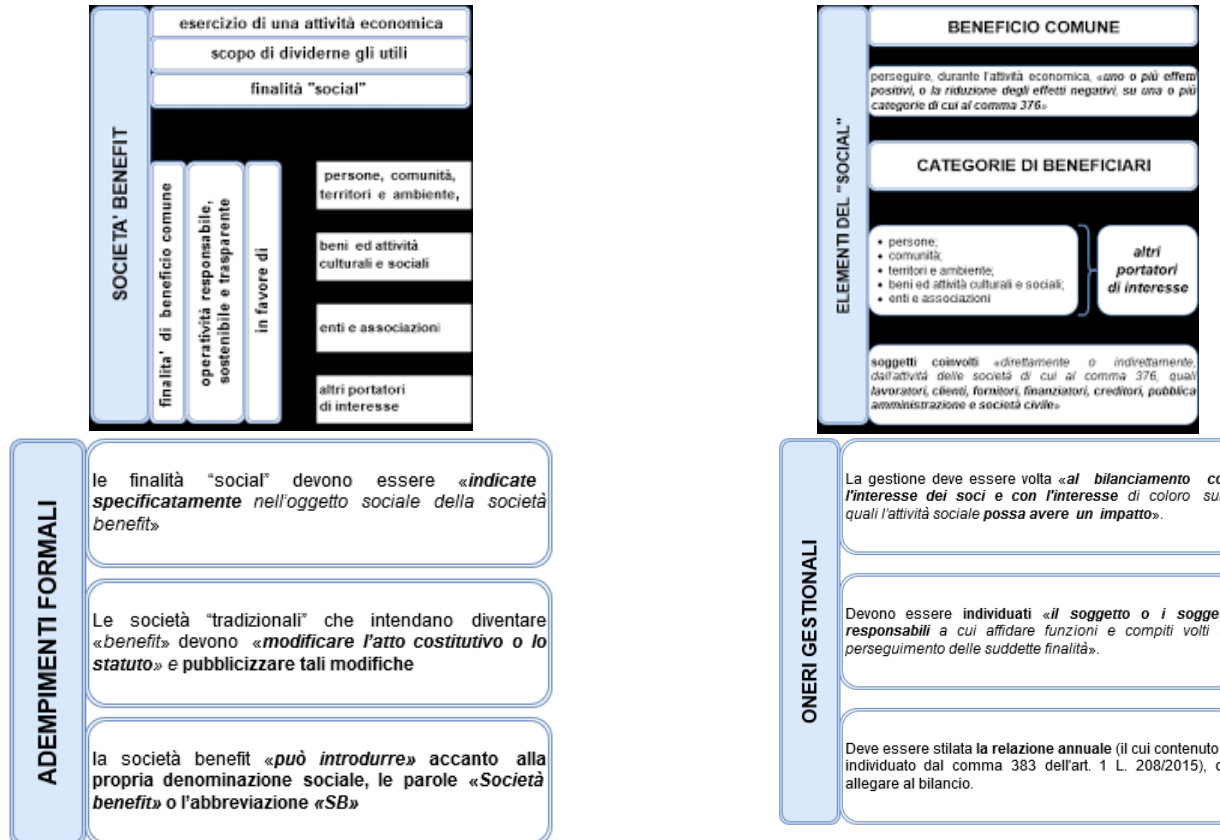 SOCIETA' BENEFIT
esercizio di una attività economica
scopo di dividerne gli utili
finalità "social"
finalita' di beneficio comune
operatività responsabile,
sostenibile e trasparente
in favore di
persone, comunità,
territori e ambiente,
beni ed attività
culturali e sociali
enti e associazioni
altri portatori
di interesse
ELEMENTI DEL "SOCIAL"
BENEFICIO COMUNE
perseguire, durante l'attività economica, «uno o più effetti
positivi, o la riduzione degli effetti negativi, su una o più
categorie di cui al comma 376»
CATEGORIE DI BENEFICIARI
• persone;
• comunità;
• territori e ambiente;
• beni ed attività culturali e sociali;
• enti e associazioni
altri
portatori
di interesse
soggetti coinvolti «direttamente o indirettamente,
dall'attività delle società di cui al comma 376, quali
lavoratori, clienti, fornitori, finanziatori, creditori, pubblica
amministrazione e società civile»
ADEMPIMENTI FORMALI
le finalità “social” devono essere «indicate
specificatamente nell’oggetto sociale della società
benefit»
Le società “tradizionali” che intendano diventare
«benefit» devono «modificare l’atto costitutivo o lo
statuto» e pubblicizzare tali modifiche
la società benefit «può introdurre» accanto alla
propria denominazione sociale, le parole «Società
benefit» o l’abbreviazione «SB»
ONERI GESTIONALI
La gestione deve essere volta «al bilanciamento co
l'interesse dei soci e con l'interesse di coloro su
quali l'attività sociale possa avere un impatto».
Devono essere individuati «il soggetto o i sogge
responsabili a cui affidare funzioni e compiti volti
perseguimento delle suddette finalità».
Deve essere stilata la relazione annuale (il cui contenuto
individuato dal comma 383 dell'art. 1 L. 208/2015), d
allegare al bilancio.